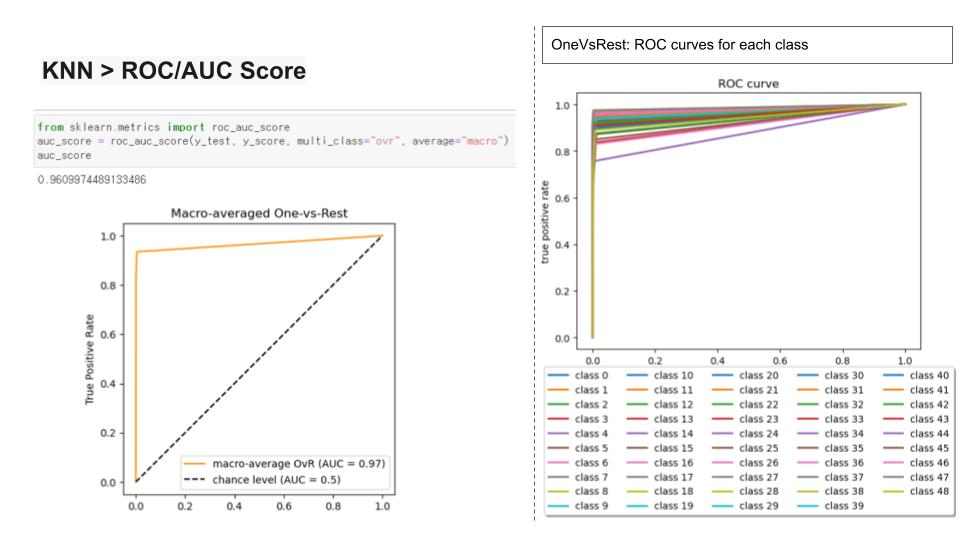 KNN > ROC/AUC Score
from sklearn.metrics import roc_auc_score
auc_score = roc_auc_score(y_test, y_score, multi_class="ovr", average="macro")
auc_score
0.9609974489133486
Macro-averaged One-vs-Rest
True Positive Rate
1.0
0.8
0.6
0.4
0.2
0.0
macro-average OvR (AUC = 0.97)
chance level (AUC = 0.5)
0.0 0.2 0.4 0.6 0.8 1.0
OneVsRest: ROC curves for each class
ROC curve
true positive rate
1.0
0.8
0.6
0.4
0.2
0.0
0.0 0.2 0.4 0.6 0.8 1.0
class 0 class 10 class 20 class 30 class 40
class 1 class 11 class 21 class 31 class 41
class 2 class 12 class 22 class 32 class 42
class 3 class 13 class 23 class 33 class 43
class 4 class 14 class 24 class 34 class 44
class 5 class 15 class 25 class 35 class 45
class 6 class 16 class 26 class 36 class 46
class 7 class 17 class 27 class 37 class 47
class 8 class 18 class 28 class 38 class 48
class 9 class 19 class 29 class 39